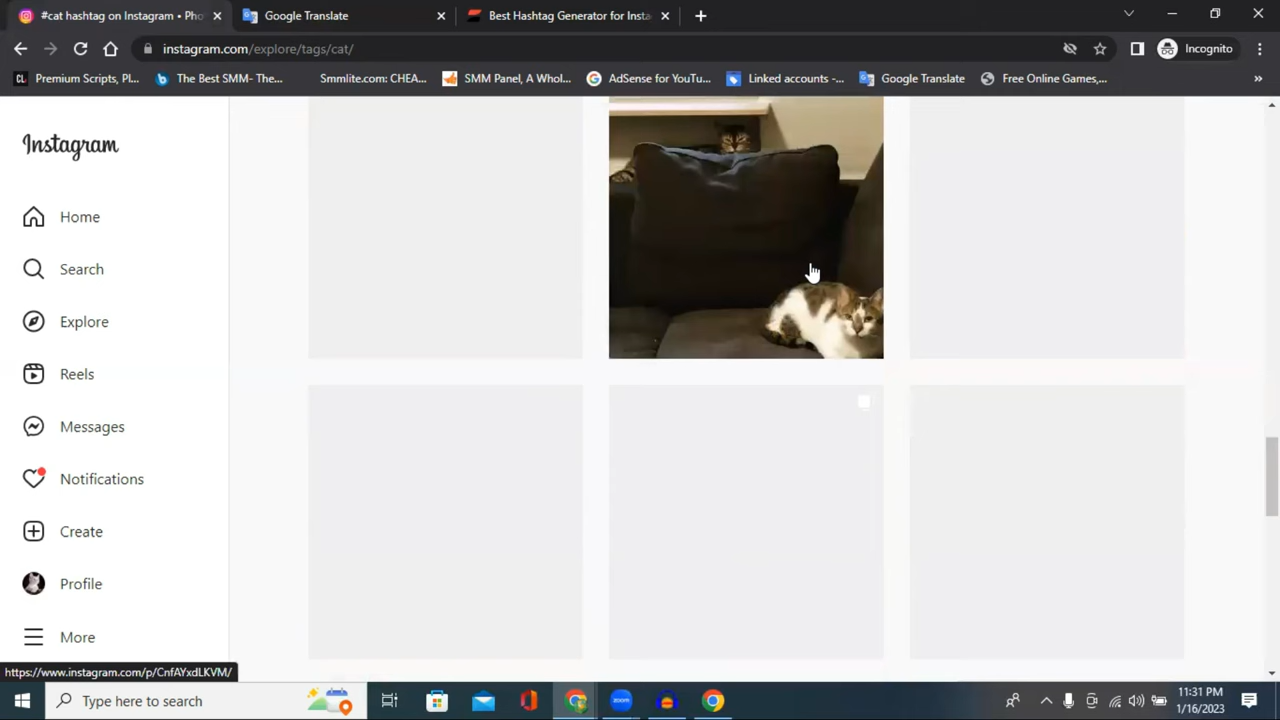 #cat hashtag on Instagram • Pho
Google Translate
Best Hashtag Generator for Insta
instagram.com/explore/tags/cat/
Incognito
Premium Scripts, Pl...
The Best SMM- The...
Smmlite.com: CHEA...
SMM Panel, A Whol...
AdSense for YouTu...
Linked accounts -...
Google Translate
Free Online Games,...
Instagram
Home
Search
Explore
Reels
Messages
Notifications
Create
Profile
More
https://www.instagram.com/p/CnfAYxdLKVM/
Type here to search
zoom
11:31 PM
1/16/2023